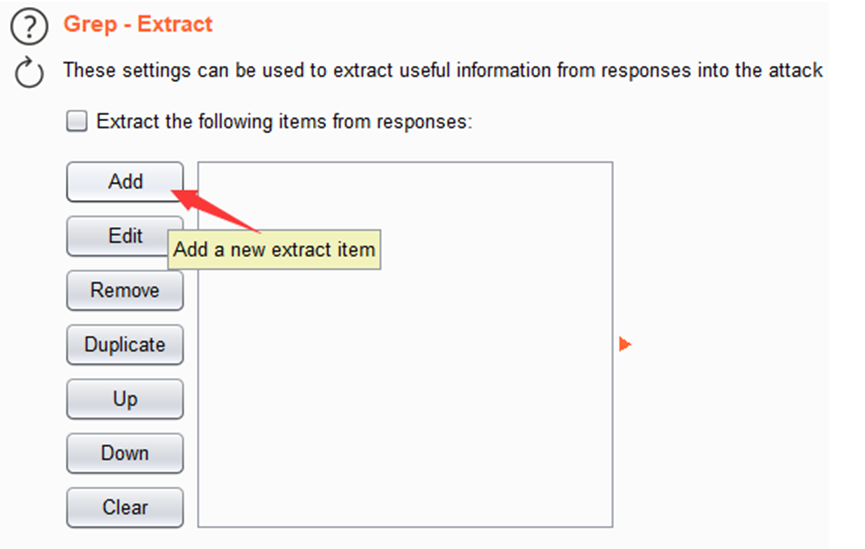 ?
Grep - Extract
These settings can be used to extract useful information from responses into the attack
Extract the following items from responses:
Add
Edit
Add a new extract item
Remove
Duplicate
Up
Down
Clear